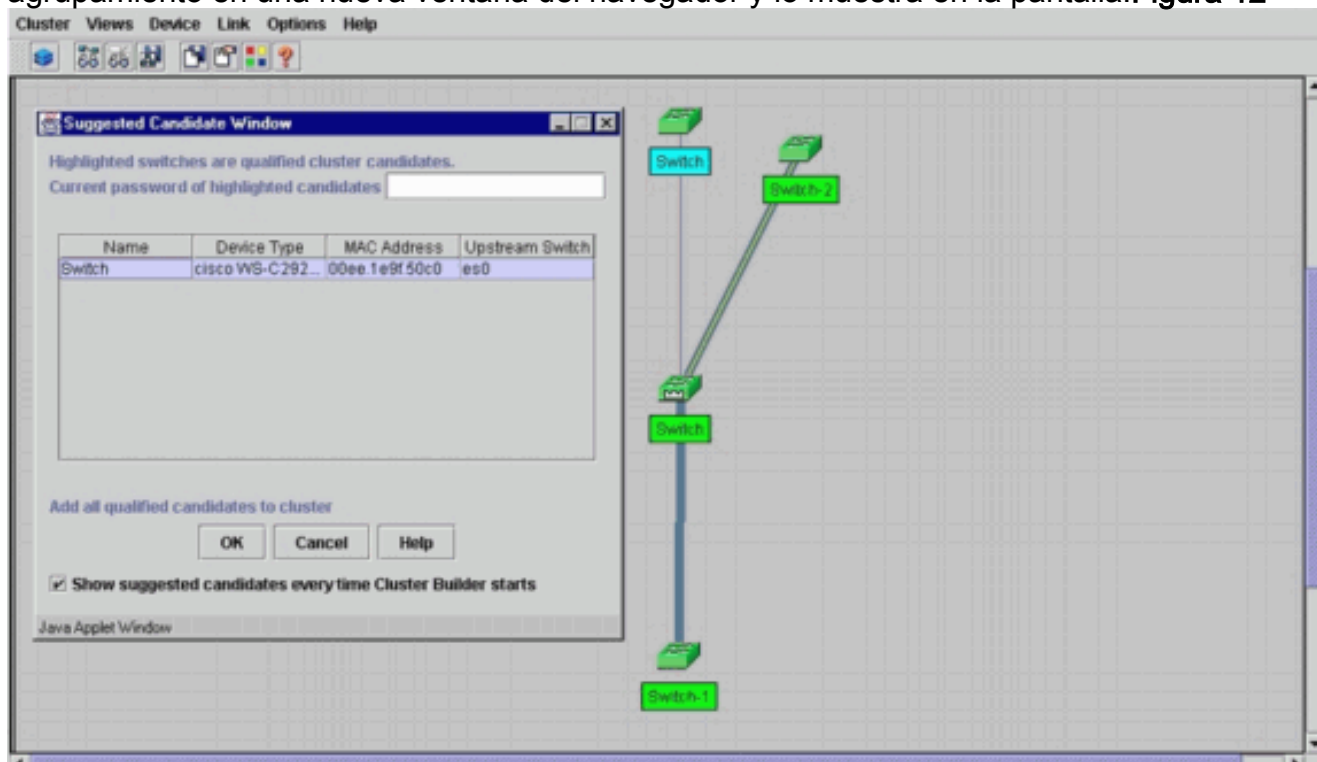 agrupamiento en una nueva ventana del navegador y lo muestra en la pantalla. Figura 12
Cluster Views Device Link Options Help
Suggested Candidate Window
Highlighted switches are qualified cluster candidates.
Current password of highlighted candidates
Name Device Type MAC Address Upstream Switch
Switch cisco WS-C292... 00ee.1e9f.50c0 es0
Add all qualified candidates to cluster
OK Cancel Help
Show suggested candidates every time Cluster Builder starts
Java Applet Window
Switch
Switch-2
Switch
Switch-1